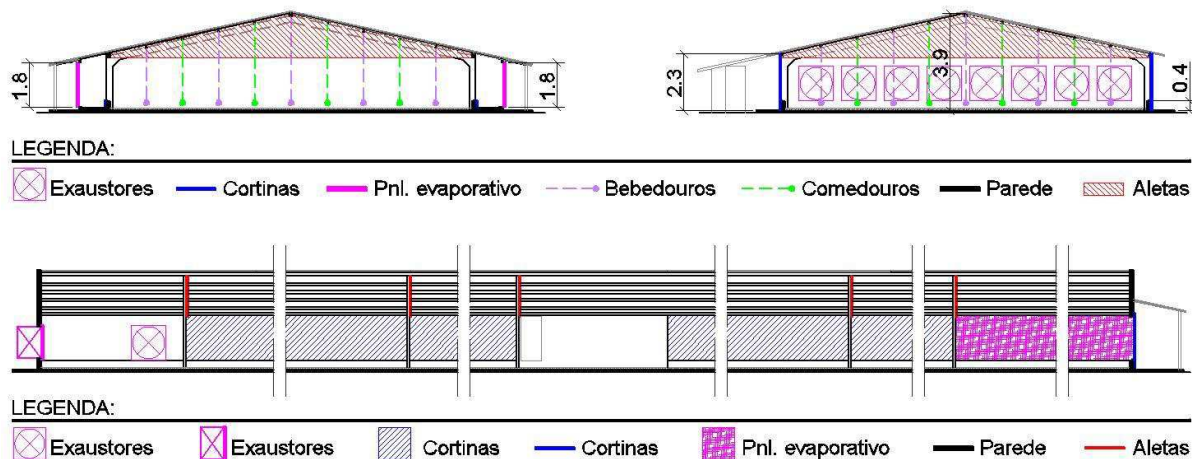 1.8
1.8
2.3
3.9
0.4
LEGENDA:
Exaustores Cortinas Pnl. evaporativo Bebedouros Comedouros Parede Aletas
LEGENDA:
Exaustores Exaustores Cortinas Cortinas Pnl. evaporativo Parede Aletas